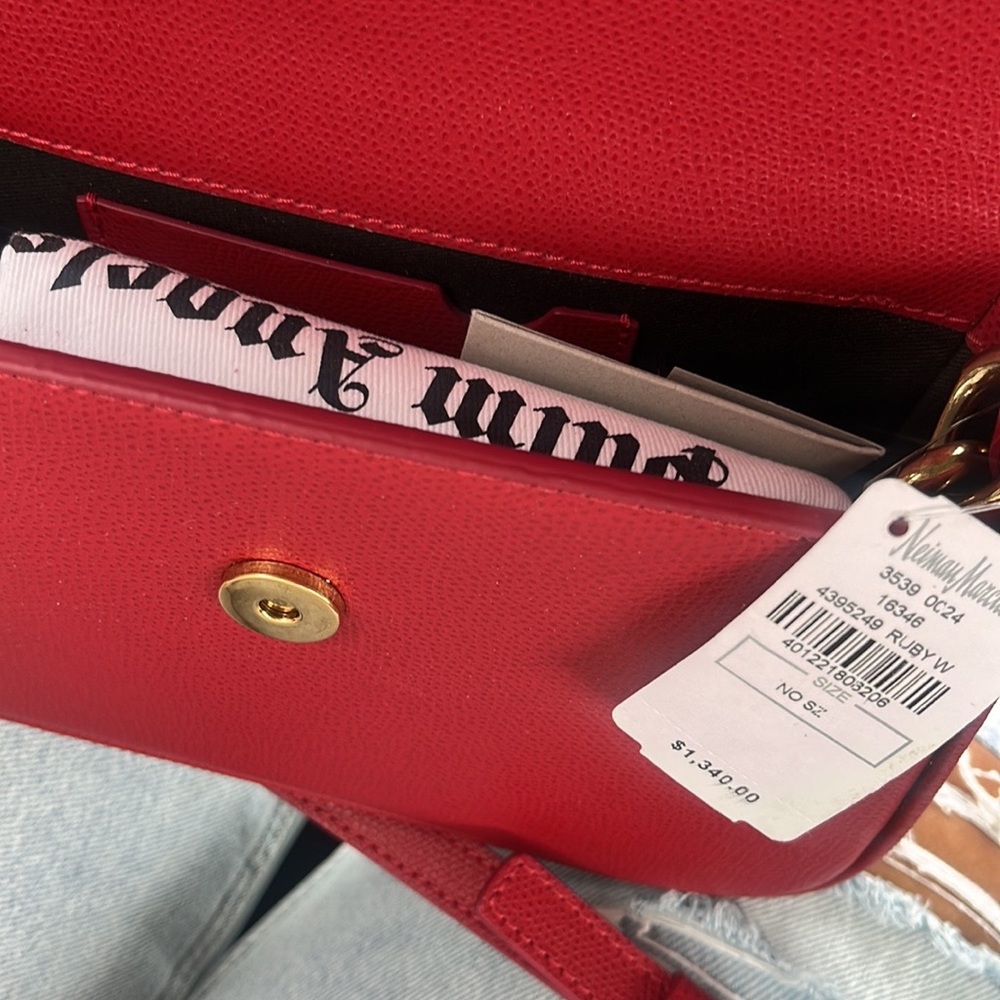 Palm Angels
Neiman Marcus
3539 0C24
16346
4395249 RUBY W
401221803206
SIZE
NO SZ
$1,340.00